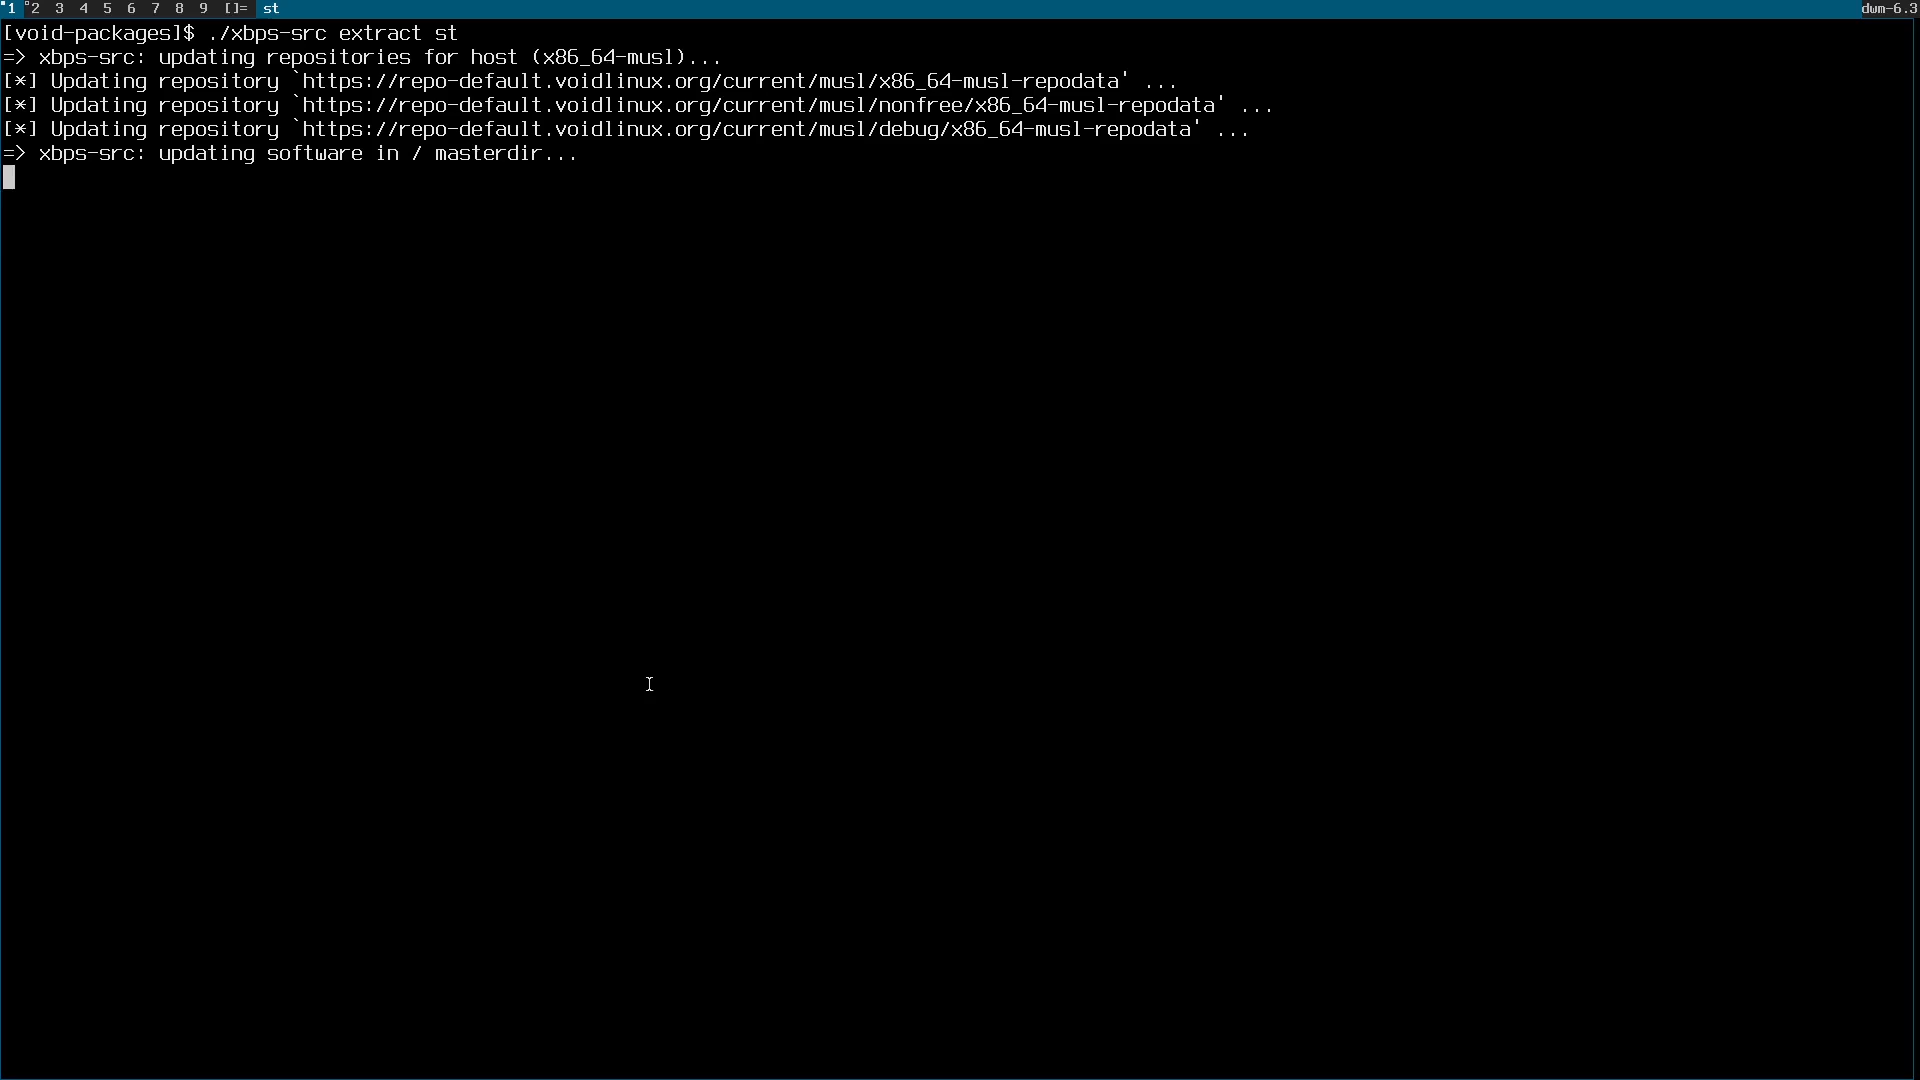 1 2 3 4 5 6 7 8 9 []= st dwm-6.3
[void-packages]$ ./xbps-src extract st
=> xbps-src: updating repositories for host (x86_64-musl)...
[*] Updating repository `https://repo-default.voidlinux.org/current/musl/x86_64-musl-repodata' ...
[*] Updating repository `https://repo-default.voidlinux.org/current/musl/nonfree/x86_64-musl-repodata' ...
[*] Updating repository `https://repo-default.voidlinux.org/current/musl/debug/x86_64-musl-repodata' ...
=> xbps-src: updating software in / masterdir...